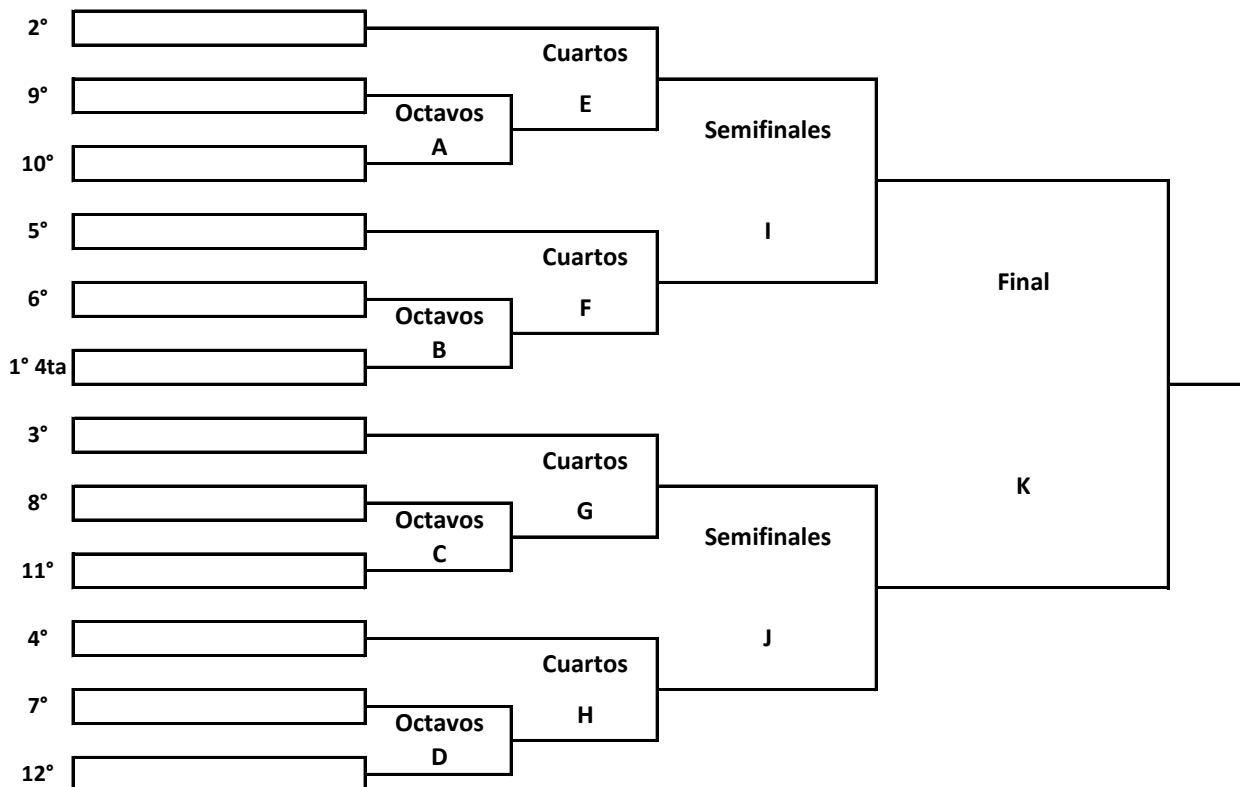 2°
Cuartos
9°
E
Octavos
A
Semifinales
10°
5°
I
Cuartos
Final
6°
F
Octavos
B
1° 4ta
3°
Cuartos
K
8°
G
Octavos
C
Semifinales
11°
4°
J
Cuartos
7°
H
Octavos
D
12°